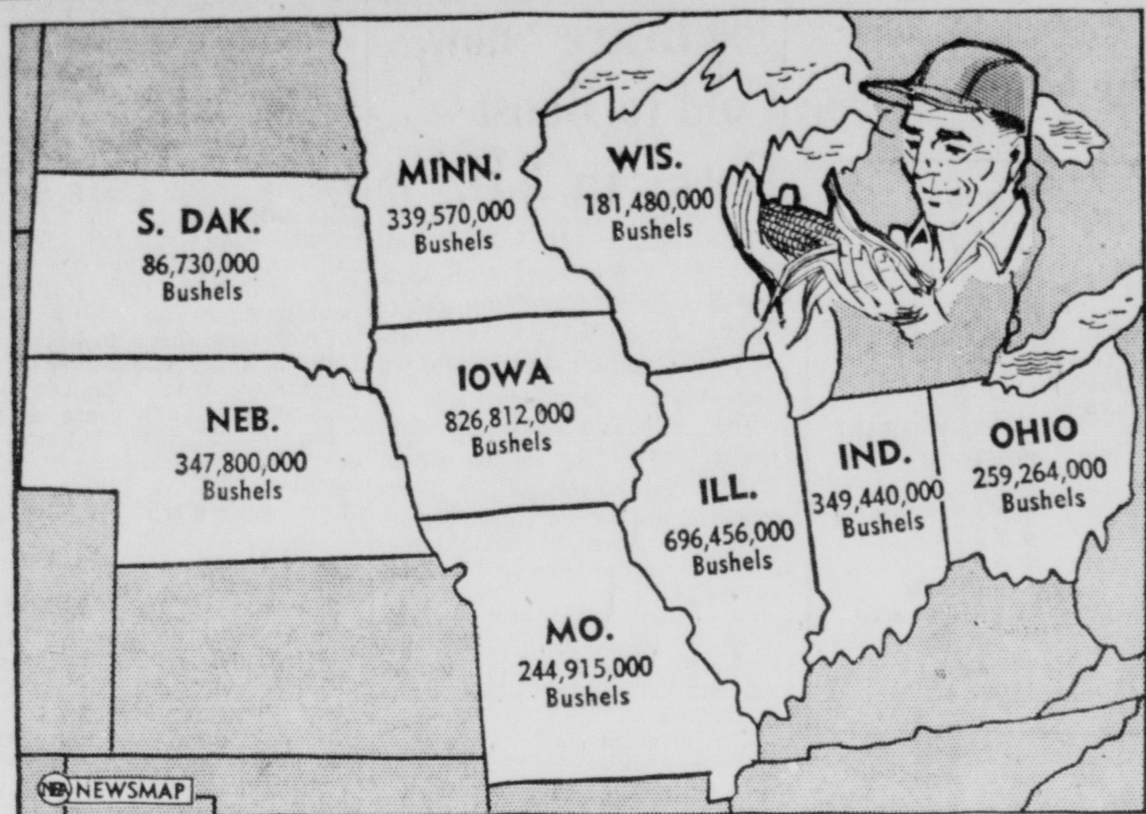 MINN.
339,570,000
Bushels
WIS.
181,480,000
Bushels
S. DAK.
86,730,000
Bushels
IOWA
826,812,000
Bushels
NEB.
347,800,000
Bushels
ILL.
696,456,000
Bushels
IND.
349,440,000
Bushels
OHIO
259,264,000
Bushels
MO.
244,915,000
Bushels
NEA NEWSMAP